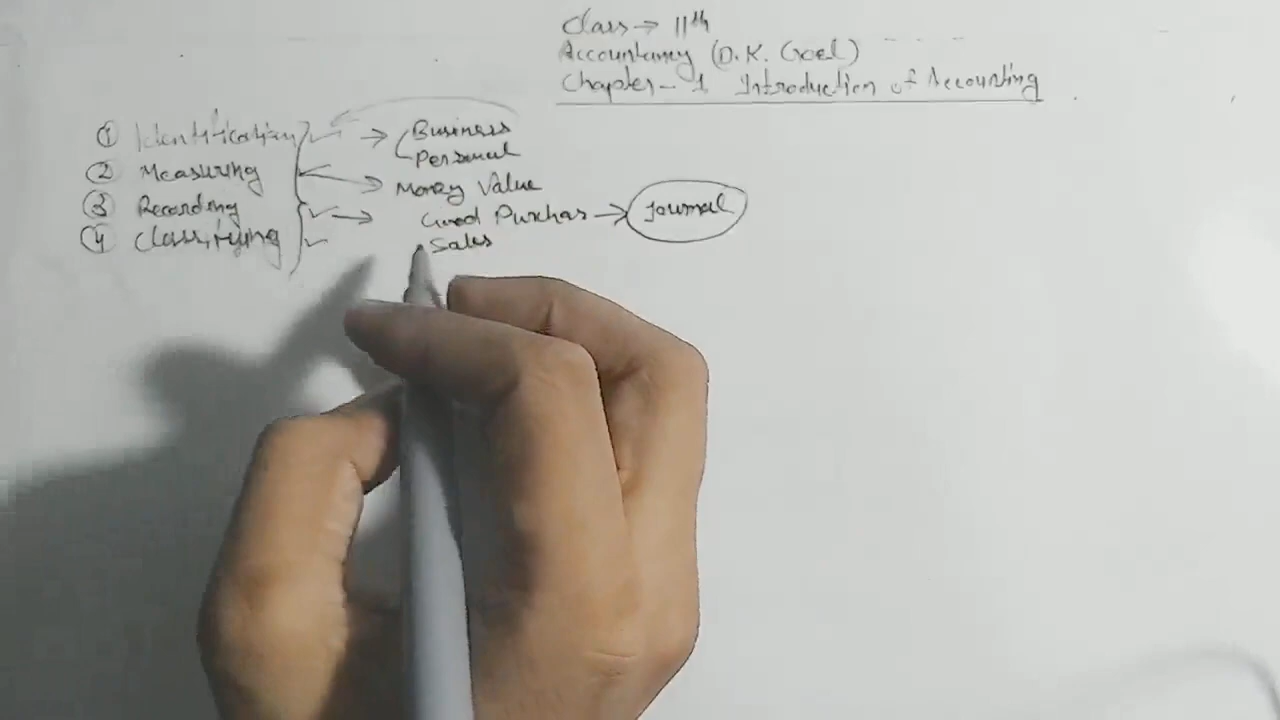 Class → 11th
Accountancy (D.K. Goel)
Chapter - 1 Introduction of Accounting
① Identification → Business
Personal
② Measuring → Money Value
③ Recording → Good Purchas → Journal
④ Classifying Sales